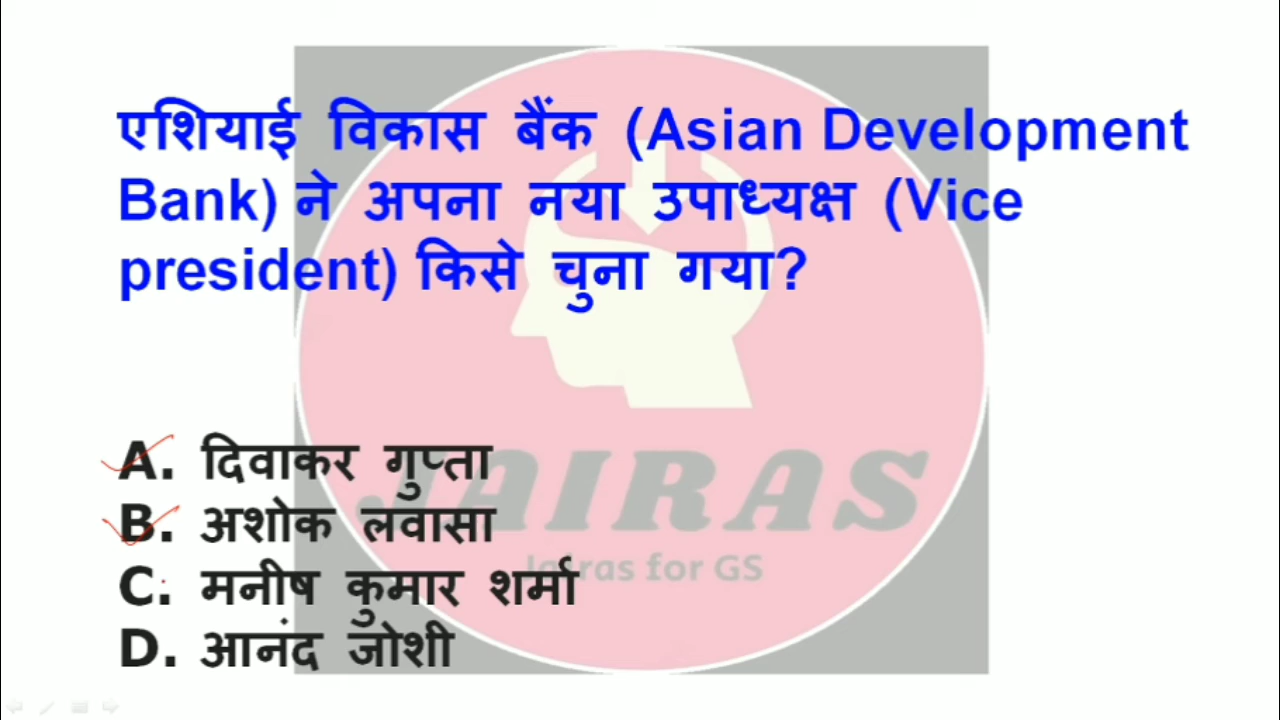 एशियाई विकास बैंक (Asian Development
Bank) ने अपना नया उपाध्यक्ष (Vice
president) किसे चुना गया?
A. दिवाकर गुप्ता
B. अशोक लवासा
C. मनीष कुमार शर्मा
D. आनंद जोशी
JAIRAS
Jairas for GS